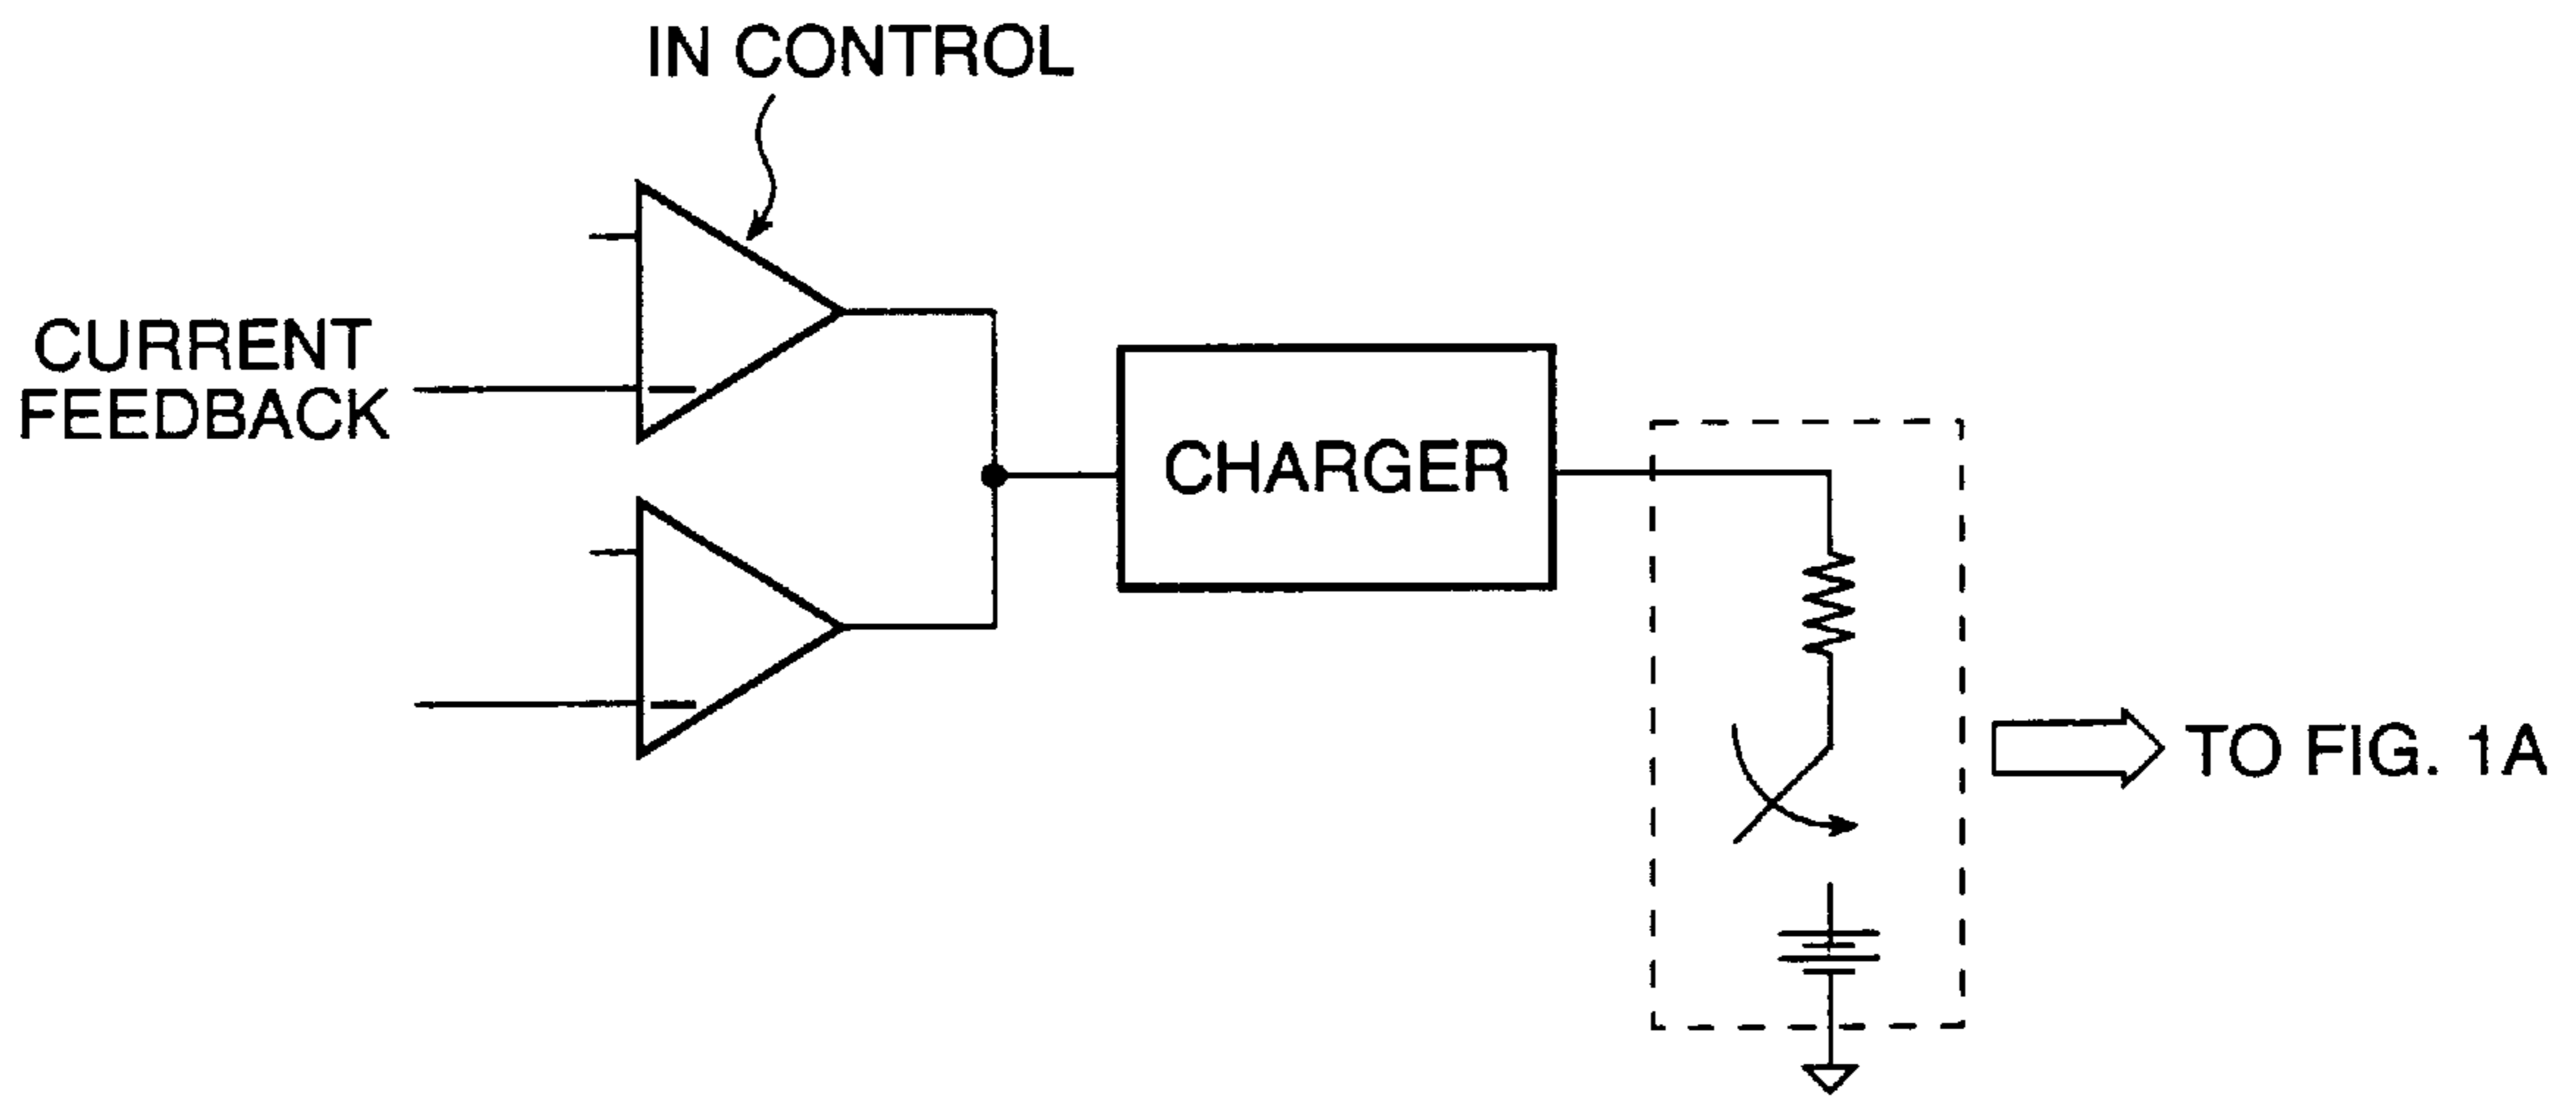 IN CONTROL
CURRENT
FEEDBACK
CHARGER
TO FIG. 1A